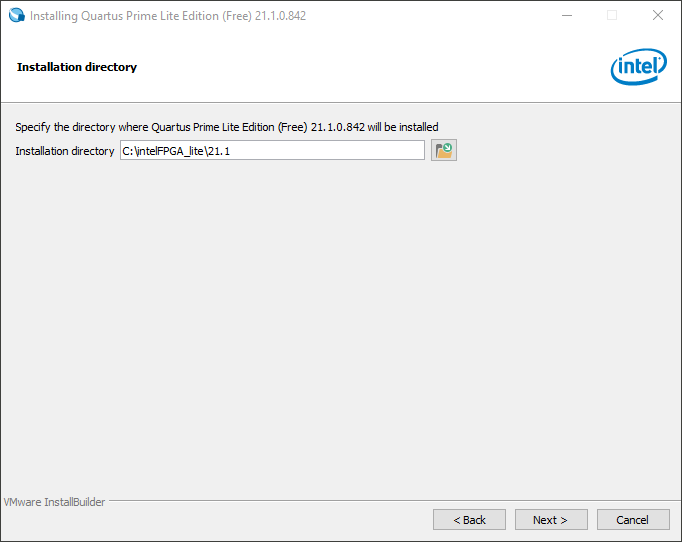 Installing Quartus Prime Lite Edition (Free) 21.1.0.842
Installation directory
intel
Specify the directory where Quartus Prime Lite Edition (Free) 21.1.0.842 will be installed
Installation directory C:\intelFPGA_lite\21.1
VMware InstallBuilder
< Back Next > Cancel